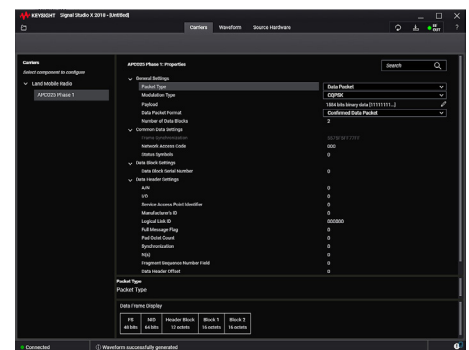 KEYSIGHT Signal Studio X 2018 - [Untitled]
Carriers Waveform Source Hardware
RF OUT ?
Carriers
Select component to configure
Land Mobile Radio
APCO25 Phase 1
APCO25 Phase 1: Properties
Search
General Settings
Packet Type Data Packet
Modulation Type CQPSK
Payload 1884 bits binary data [1111111...]
Data Packet Format Confirmed Data Packet
Number of Data Blocks 2
Common Data Settings
Frame Synchronization
Network Access Code 000
Status Symbols 0
Data Block Settings
Data Block Serial Number 0
Data Header Settings
A/N 0
I/O 0
Service Access Point Identifier 0
Manufacturer's ID 0
Logical Link ID 000000
Full Message Flag 0
Pad Octet Count 0
Synchronization 0
N(s) 0
Fragment Sequence Number Field 0
Data Header Offset 0
Packet Type
Packet Type
Data Frame Display
FS NID Header Block Block 1 Block 2
48 bits 64 bits 12 octets 16 octets 16 octets
Connected Waveform successfully generated